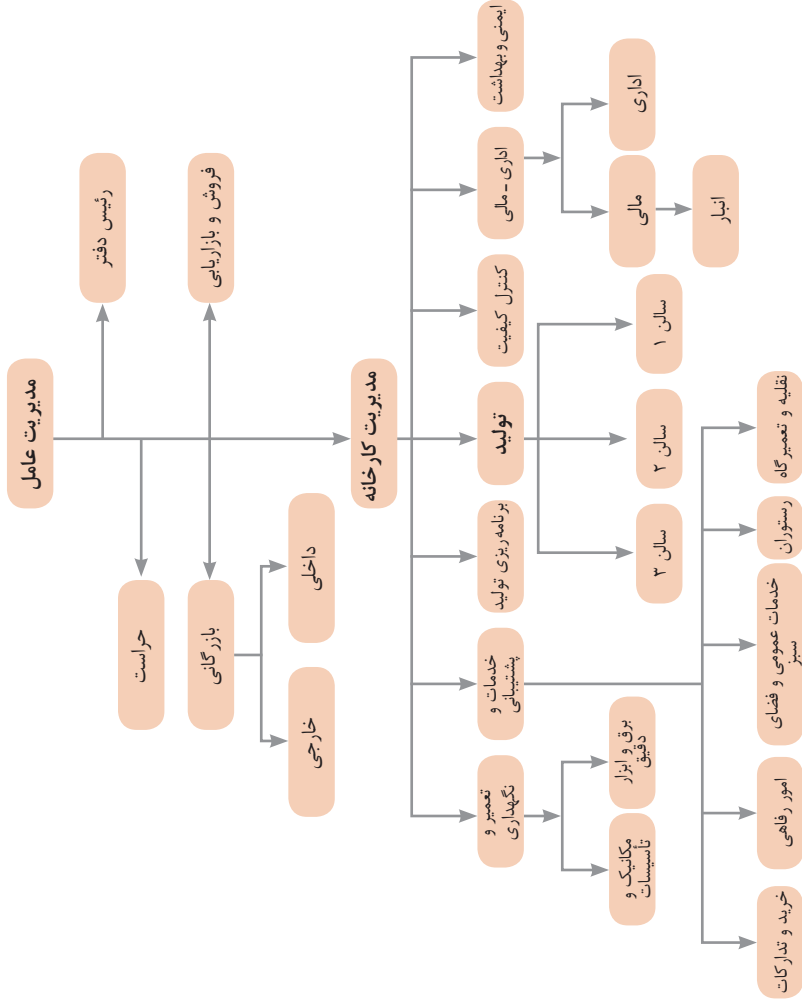 مدیریت عامل
رئیس دفتر
حراست
فروش و بازاریابی
بازرگانی
داخلی
خارجی
مدیریت کارخانه
ایمنی و بهداشت
اداری - مالی
کنترل کیفیت
تولید
برنامه‌ریزی تولید
خدمات و
پشتیبانی
تعمیر و
نگهداری
اداری
مالی
انبار
سالن ۱
سالن ۲
سالن ۳
برق و ابزار
دقیق
مکانیک و
تأسیسات
نقلیه و تعمیرگاه
رستوران
خدمات عمومی و فضای
سبز
امور رفاهی
خرید و تدارکات